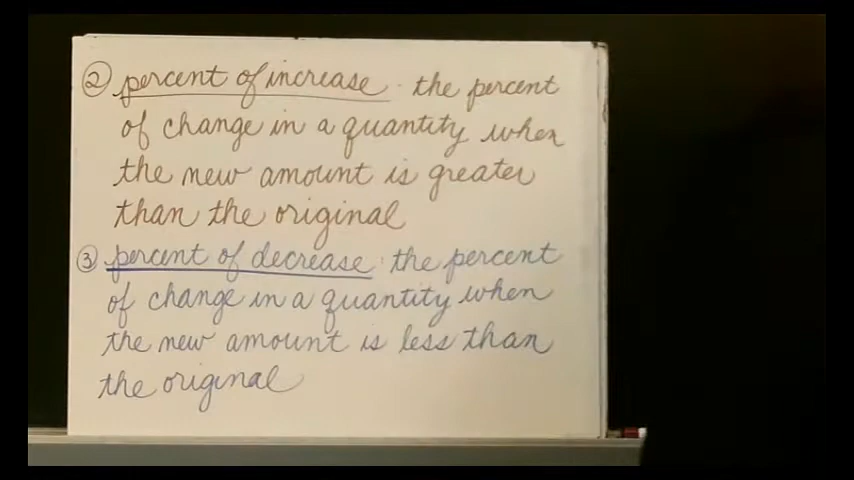 ② percent of increase : the percent
of change in a quantity when
the new amount is greater
than the original
③ percent of decrease : the percent
of change in a quantity when
the new amount is less than
the original